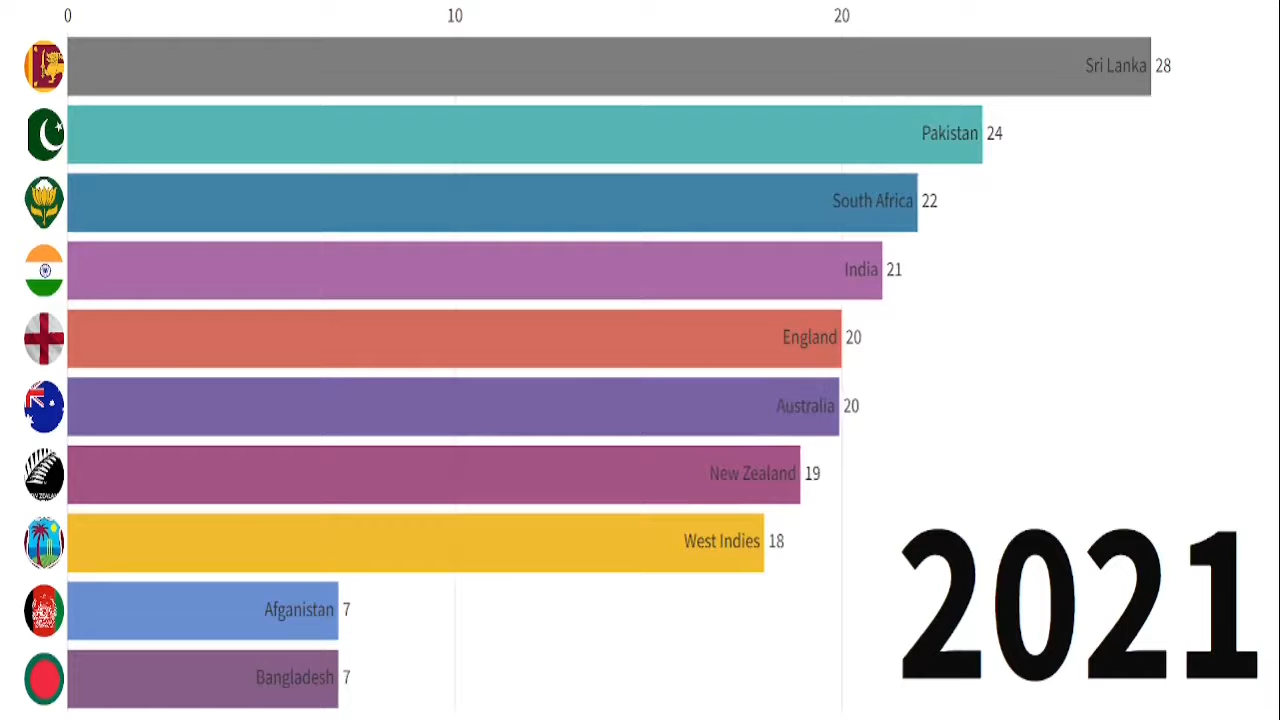 0 10 20
Sri Lanka 28
Pakistan 24
South Africa 22
India 21
England 20
Australia 20
New Zealand 19
West Indies 18
Afganistan 7
Bangladesh 7
2021